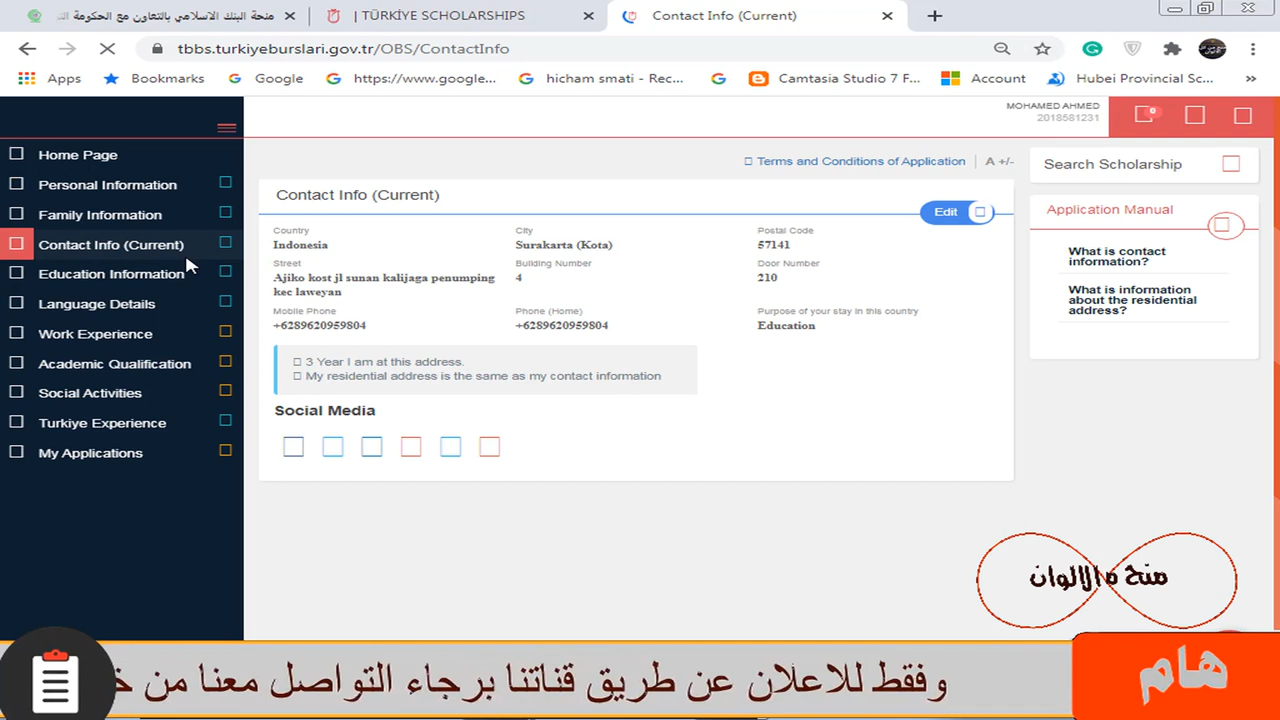 منحة البنك الاسلامي بالتعاون مع الحكومة الت
| TÜRKİYE SCHOLARSHIPS
Contact Info (Current)
tbbs.turkiyeburslari.gov.tr/OBS/ContactInfo
Apps
Bookmarks
Google
https://www.google...
hicham smati - Rec...
Camtasia Studio 7 F...
Account
Hubei Provincial Sc...
»
MOHAMED AHMED
2018581231
0
Home Page
Personal Information
Family Information
Contact Info (Current)
Education Information
Language Details
Work Experience
Academic Qualification
Social Activities
Turkiye Experience
My Applications
Terms and Conditions of Application
A +/-
Contact Info (Current)
Edit
Country
Indonesia
City
Surakarta (Kota)
Postal Code
57141
Street
Ajiko kost jl sunan kalijaga penumping
kec laweyan
Building Number
4
Door Number
210
Mobile Phone
+6289620959804
Phone (Home)
+6289620959804
Purpose of your stay in this country
Education
3 Year I am at this address.
My residential address is the same as my contact information
Social Media
Search Scholarship
Application Manual
What is contact
information?
What is information
about the residential
address?
منح م الالوان
وفقط للاعلان عن طريق قناتنا برجاء التواصل معنا من خ
هام